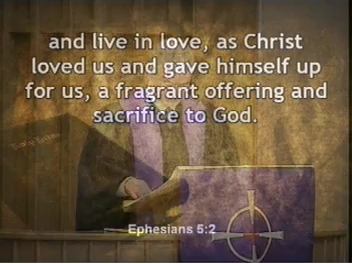 and live in love, as Christ
loved us and gave himself up
for us, a fragrant offering and
sacrifice to God.
Ephesians 5:2